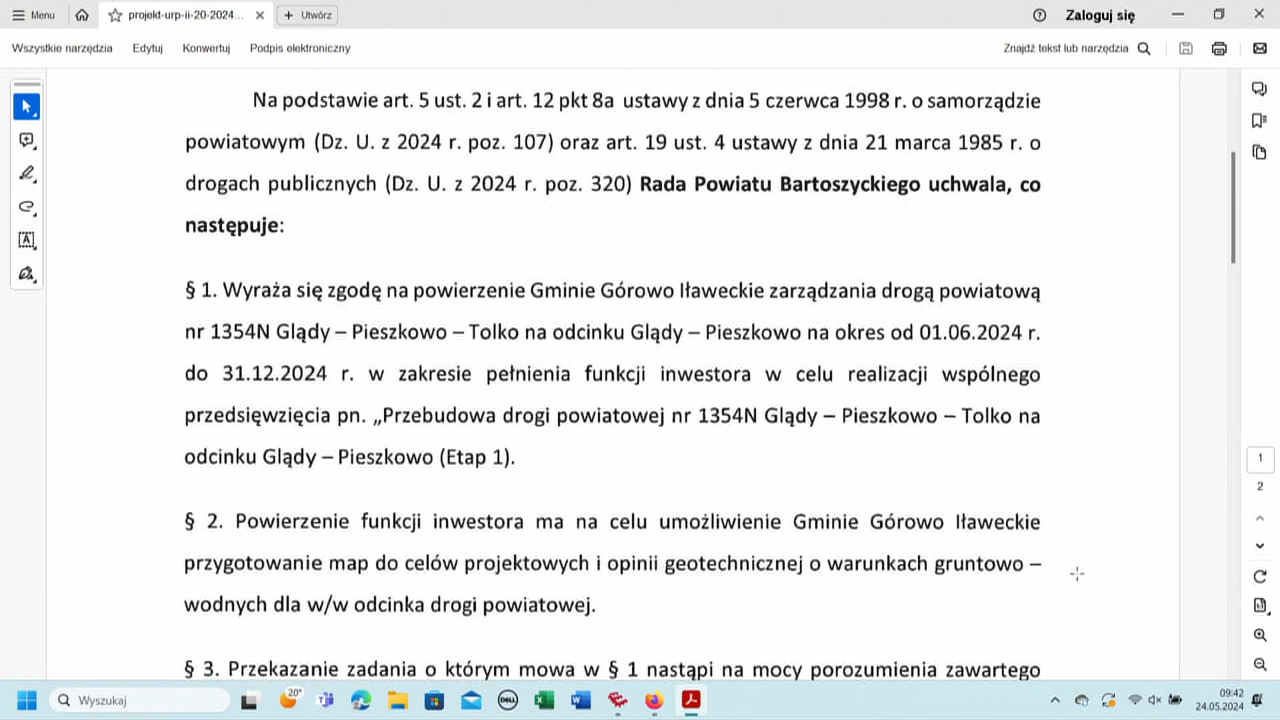 Menu
projekt-urp-ii-20-2024...
Utwórz
Zaloguj się
Wszystkie narzędzia
Edytuj
Konwertuj
Podpis elektroniczny
Znajdź tekst lub narzędzia
Na podstawie art. 5 ust. 2 i art. 12 pkt 8a ustawy z dnia 5 czerwca 1998 r. o samorządzie
powiatowym (Dz. U. z 2024 r. poz. 107) oraz art. 19 ust. 4 ustawy z dnia 21 marca 1985 r. o
drogach publicznych (Dz. U. z 2024 r. poz. 320) Rada Powiatu Bartoszyckiego uchwala, co
następuje:
§ 1. Wyraża się zgodę na powierzenie Gminie Górowo Iławeckie zarządzania drogą powiatową
nr 1354N Glądy – Pieszkowo – Tolko na odcinku Glądy – Pieszkowo na okres od 01.06.2024 r.
do 31.12.2024 r. w zakresie pełnienia funkcji inwestora w celu realizacji wspólnego
przedsięwzięcia pn. „Przebudowa drogi powiatowej nr 1354N Glądy – Pieszkowo – Tolko na
odcinku Glądy – Pieszkowo (Etap 1).
§ 2. Powierzenie funkcji inwestora ma na celu umożliwienie Gminie Górowo Iławeckie
przygotowanie map do celów projektowych i opinii geotechnicznej o warunkach gruntowo –
wodnych dla w/w odcinka drogi powiatowej.
§ 3. Przekazanie zadania o którym mowa w § 1 nastąpi na mocy porozumienia zawartego
1
2
Wyszukaj
20°
DELL
09:42
24.05.2024